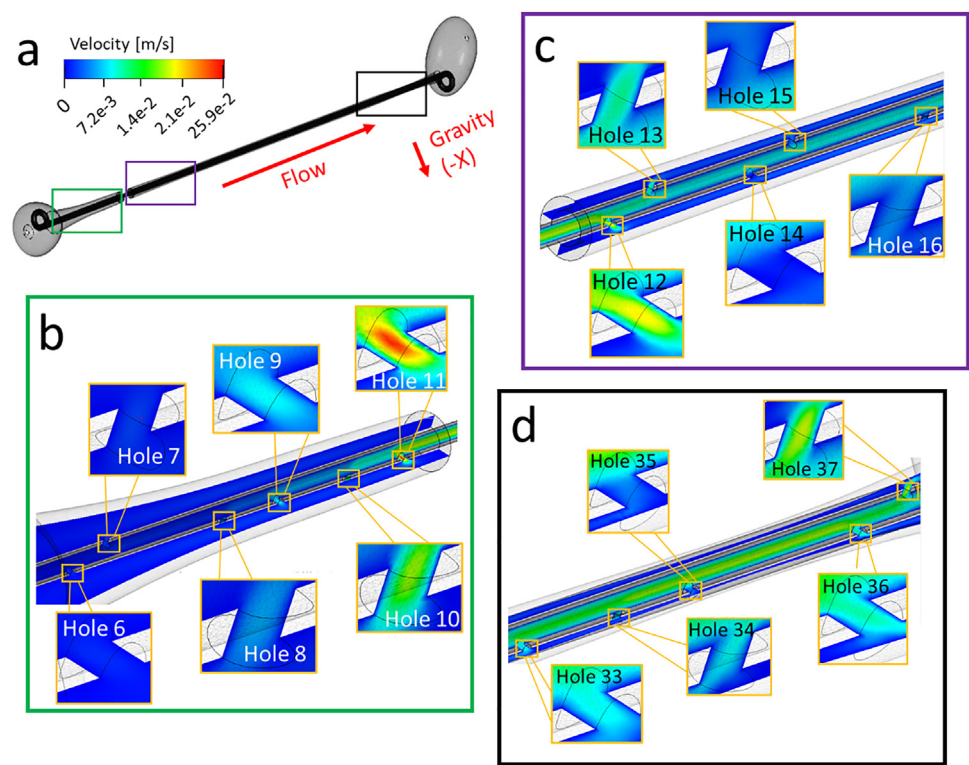 a
Velocity [m/s]
0
7.2e-3
1.4e-2
2.1e-2
25.9e-2
Flow
Gravity
(-X)
b
Hole 6
Hole 7
Hole 8
Hole 9
Hole 10
Hole 11
c
Hole 12
Hole 13
Hole 14
Hole 15
Hole 16
d
Hole 33
Hole 34
Hole 35
Hole 36
Hole 37